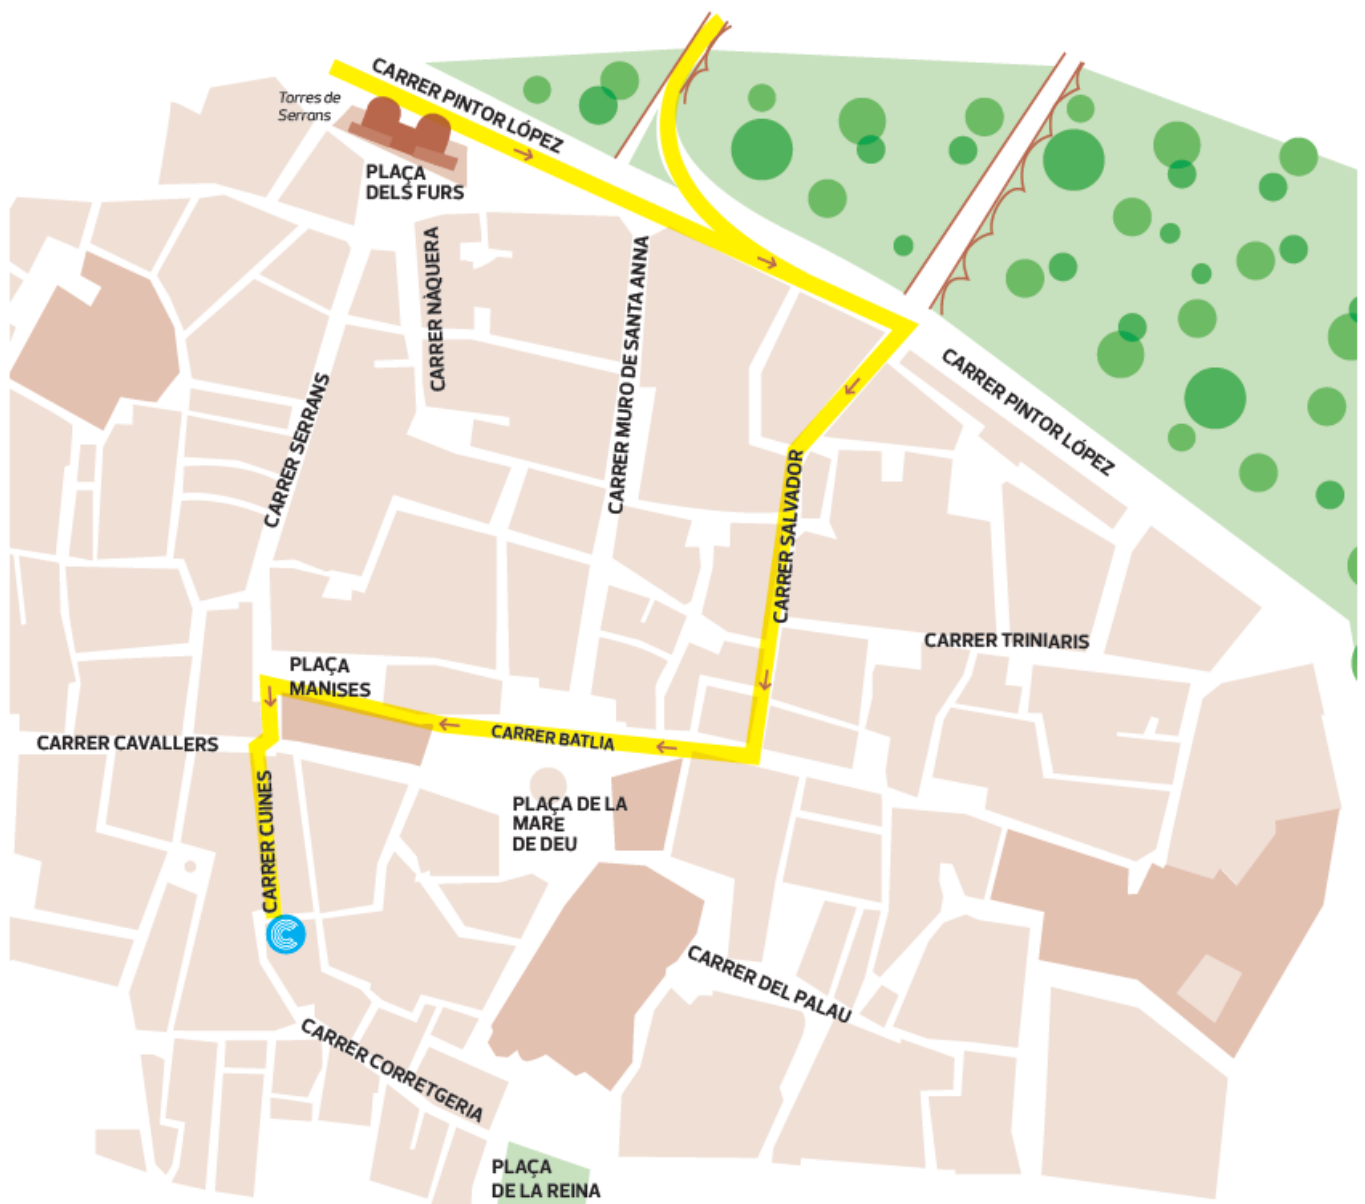 CARRER PINTOR LÓPEZ
Torres de
Serrans
PLAÇA
DELS FURS
CARRER NÀQUERA
CARRER MURO DE SANTA ANNA
CARRER SERRANS
CARRER PINTOR LÓPEZ
CARRER SALVADOR
CARRER TRINIARIS
PLAÇA
MANISES
CARRER CAVALLERS
CARRER BATLIA
CARRER CUINES
PLAÇA DE LA
MARE
DE DEU
CARRER DEL PALAU
CARRER CORRETGERIA
PLAÇA
DE LA REINA